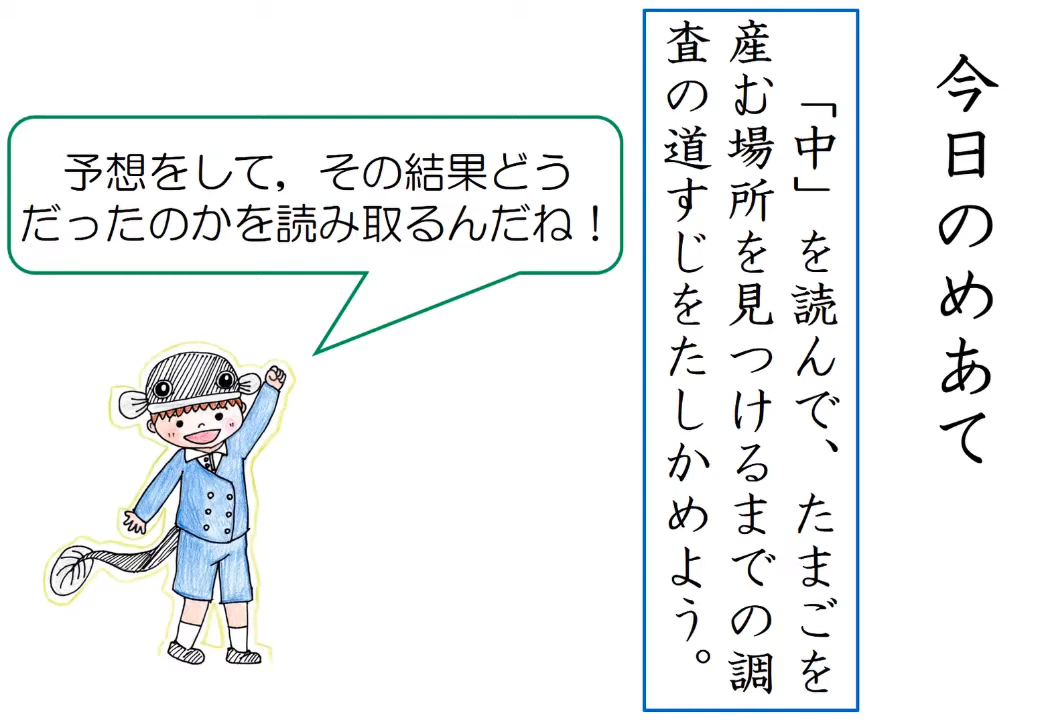 今日のめあて
「中」を読んで、たまごを
産む場所を見つけるまでの調
査の道すじをたしかめよう。
予想をして，その結果どう
だったのかを読み取るんだね！